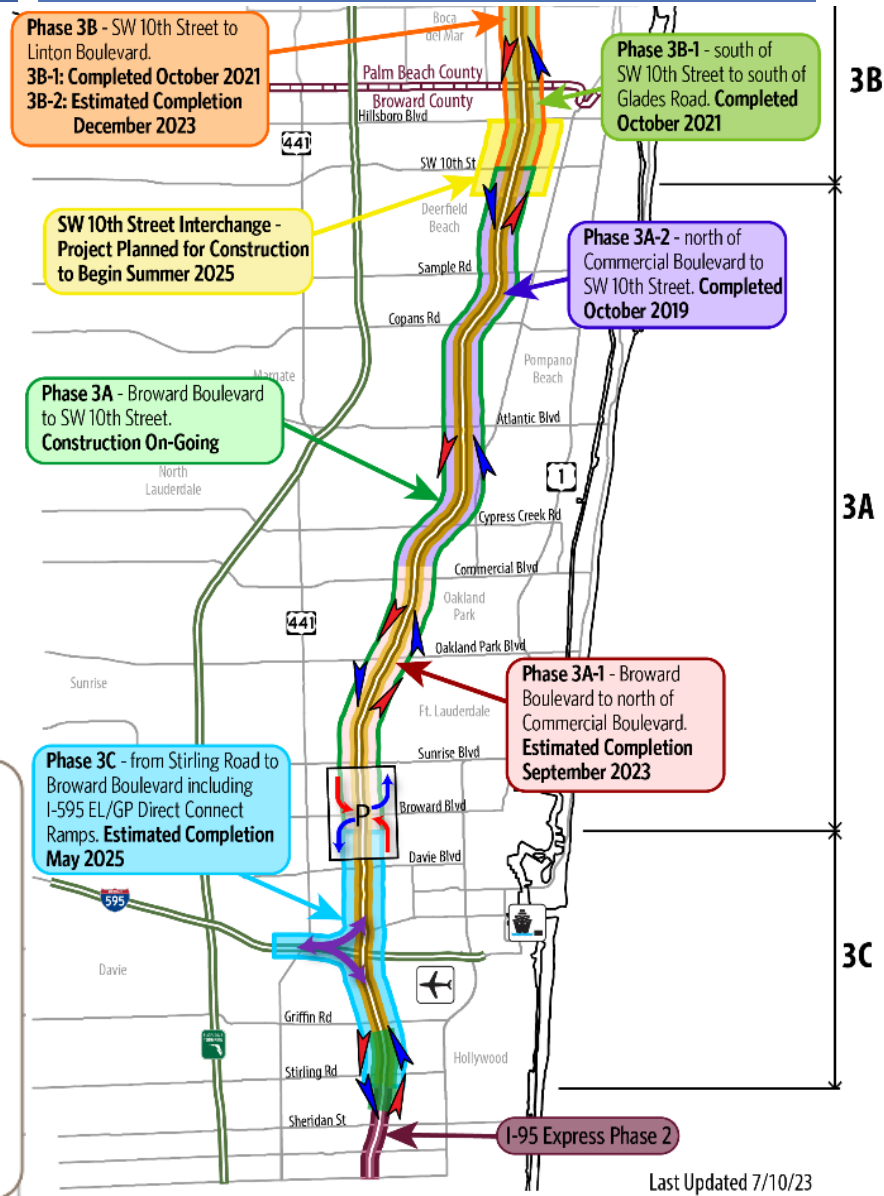 Phase 3B - SW 10th Street to
Linton Boulevard.
3B-1: Completed October 2021
3B-2: Estimated Completion
December 2023
Boca
del Mar
Phase 3B-1 - south of
SW 10th Street to south of
Glades Road. Completed
October 2021
3B
Palm Beach County
Broward County
Hillsboro Blvd
441
SW 10th St
SW 10th Street Interchange -
Project Planned for Construction
to Begin Summer 2025
Deerfield
Beach
Phase 3A-2 - north of
Commercial Boulevard to
SW 10th Street. Completed
October 2019
Sample Rd
Copans Rd
Margate
Pompano
Beach
Phase 3A - Broward Boulevard
to SW 10th Street.
Construction On-Going
Atlantic Blvd
North
Lauderdale
1
Cypress Creek Rd
3A
Commercial Blvd
Oakland
Park
441
Oakland Park Blvd
Sunrise
Phase 3A-1 - Broward
Boulevard to north of
Commercial Boulevard.
Estimated Completion
September 2023
Ft. Lauderdale
Sunrise Blvd
Phase 3C - from Stirling Road to
Broward Boulevard including
I-595 EL/GP Direct Connect
Ramps. Estimated Completion
May 2025
P
Broward Blvd
Davie Blvd
595
3C
Davie
Griffin Rd
Hollywood
Stirling Rd
Sheridan St
I-95 Express Phase 2
Last Updated 7/10/23